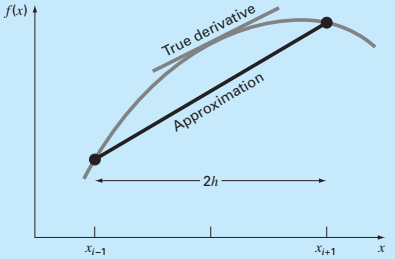 f(x)
True derivative
Approximation
2h
x_{i–1}
x_{i+1}
x